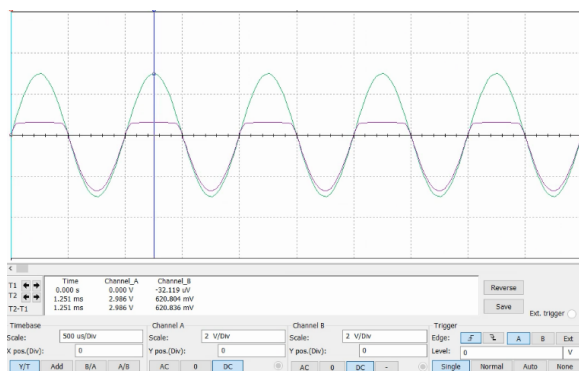 T1
T2
T2-T1
Time Channel_A Channel_B
0.000 s 0.000 V -32.119 uV
1.251 ms 2.986 V 620.804 mV
1.251 ms 2.986 V 620.836 mV
Reverse
Save
Ext. trigger
Timebase
Scale: 500 us/Div
X pos.(Div): 0
Y/T Add B/A A/B
Channel A
Scale: 2 V/Div
Y pos.(Div): 0
AC 0 DC
Channel B
Scale: 2 V/Div
Y pos.(Div): 0
AC 0 DC -
Trigger
Edge: A B Ext
Level: 0 V
Single Normal Auto None